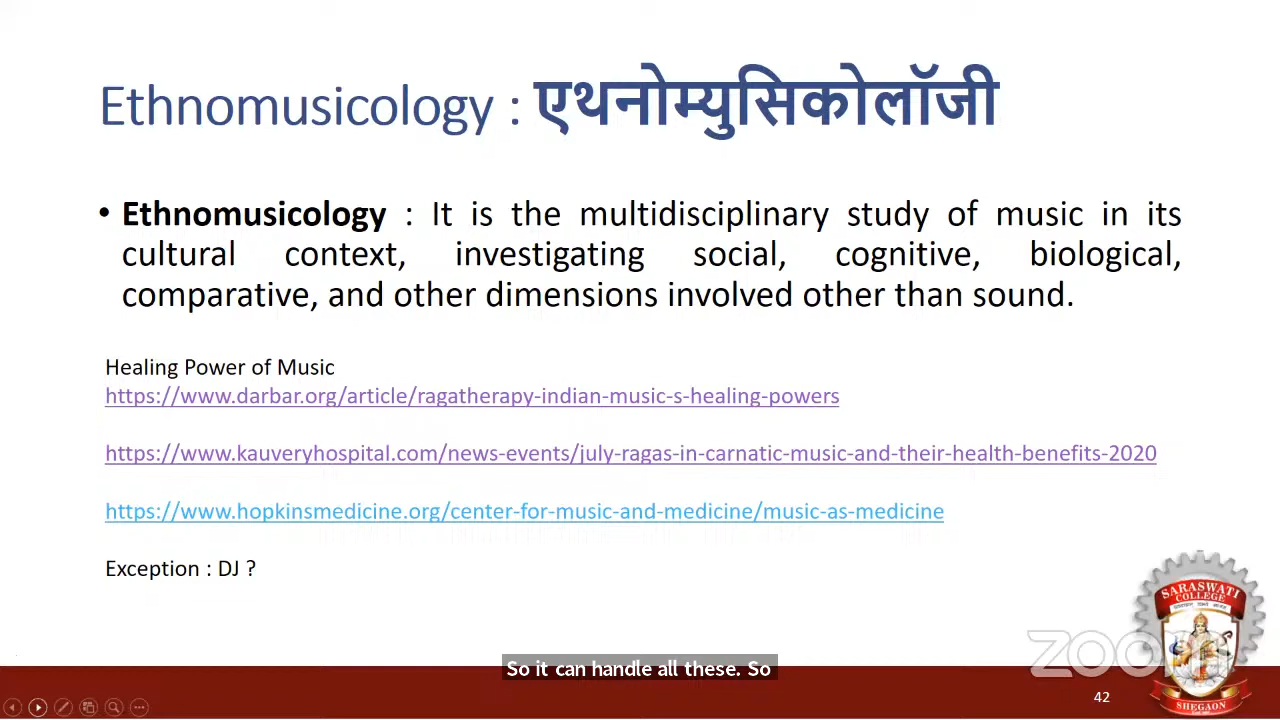 Ethnomusicology : एथनोम्युसिकोलॉजी
• Ethnomusicology : It is the multidisciplinary study of music in its
cultural context, investigating social, cognitive, biological,
comparative, and other dimensions involved other than sound.
Healing Power of Music
https://www.darbar.org/article/ragatherapy-indian-music-s-healing-powers
https://www.kauveryhospital.com/news-events/july-ragas-in-carnatic-music-and-their-health-benefits-2020
https://www.hopkinsmedicine.org/center-for-music-and-medicine/music-as-medicine
Exception : DJ ?
SARASWATI
COLLEGE
zoom
SHEGAON
So it can handle all these. So
42